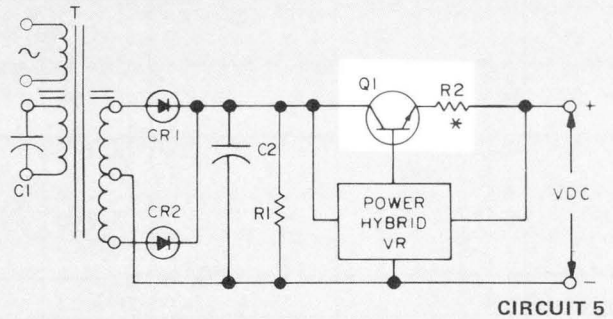 T
Q1
R2
*
+
CR1
C2
C1
R1
POWER
HYBRID
VR
VDC
CR2
−
CIRCUIT 5